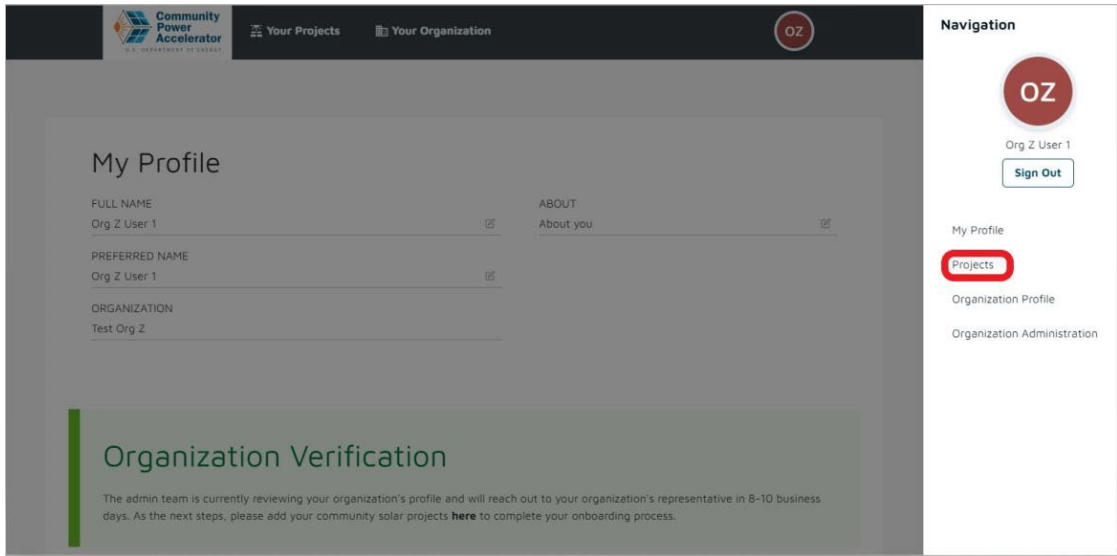 Community
Power
Accelerator
U.S. DEPARTMENT OF ENERGY
Your Projects
Your Organization
OZ
Navigation
OZ
Org Z User 1
Sign Out
My Profile
Projects
Organization Profile
Organization Administration
My Profile
FULL NAME
Org Z User 1
PREFERRED NAME
Org Z User 1
ORGANIZATION
Test Org Z
ABOUT
About you
Organization Verification
The admin team is currently reviewing your organization's profile and will reach out to your organization's representative in 8-10 business
days. As the next steps, please add your community solar projects here to complete your onboarding process.